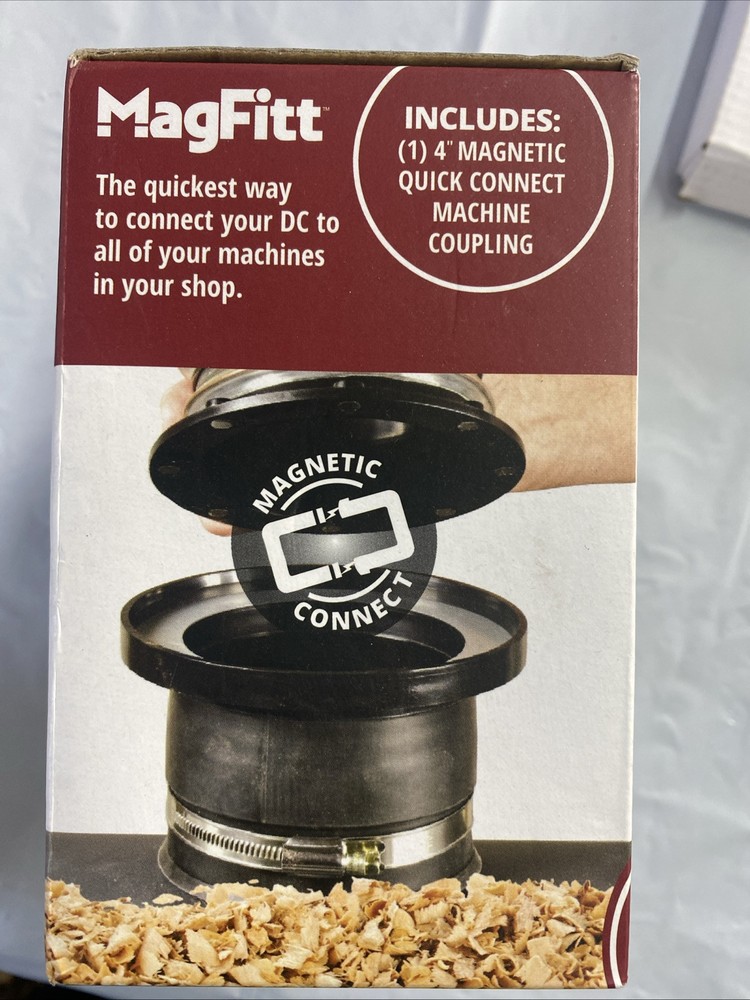 MagFitt™
The quickest way
to connect your DC to
all of your machines
in your shop.
INCLUDES:
(1) 4" MAGNETIC
QUICK CONNECT
MACHINE
COUPLING
MAGNETIC
CONNECT